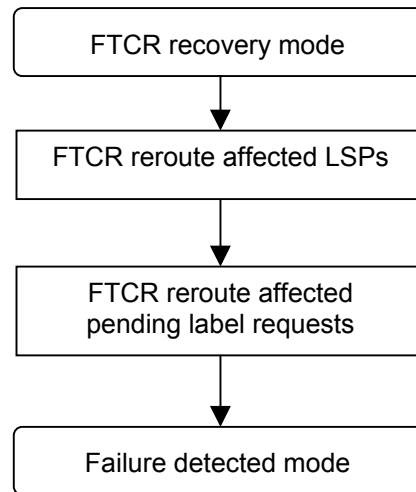 FTCR recovery mode
FTCR reroute affected LSPs
FTCR reroute affected
pending label requests
Failure detected mode